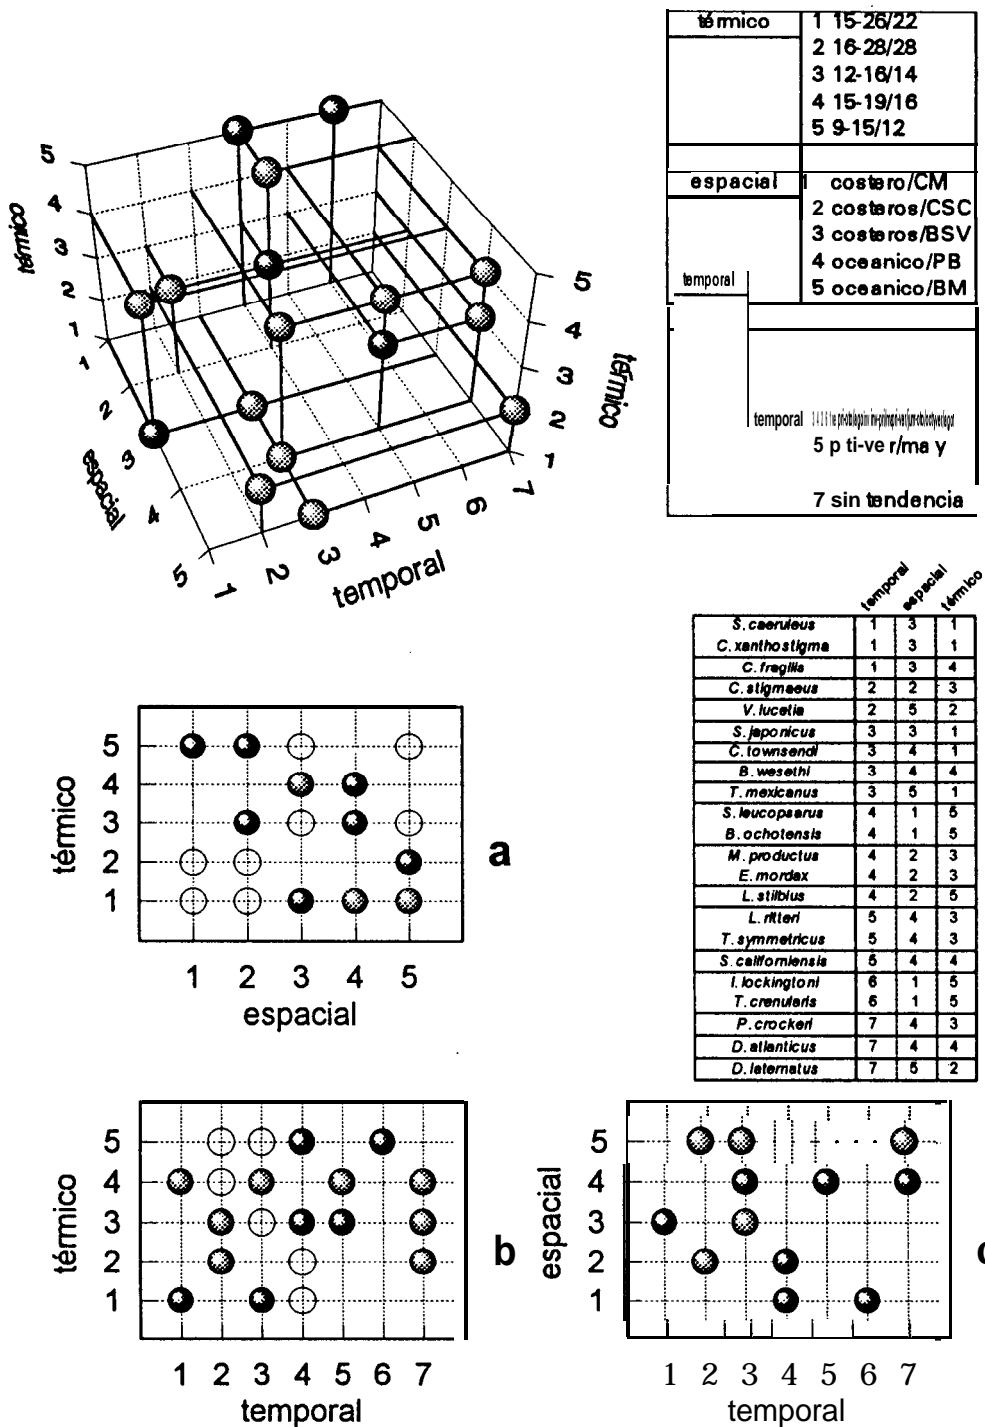 térmico 1 15-26/22
2 16-28/28
3 12-16/14
4 15-19/16
5 9-15/12
espacial 1 costero/CM
2 costeros/CSC
3 costeros/BSV
4 oceanico/PB
5 oceanico/BM
temporal
temporal
5 p ti-ve r/ma y
7 sin tendencia
5
4
3
2
1
térmico
1
2
3
4
5
espacial
1
2
3
4
5
6
7
temporal
5
4
3
2
1
térmico
temporal espacial térmico
S. caeruleus 1 3 1
C. xanthostigma 1 3 1
C. fragilis 1 3 4
C. stigmaeus 2 2 3
V. lucetia 2 5 2
S. japonicus 3 3 1
C. townsendi 3 4 1
B. wesethi 3 4 4
T. mexicanus 3 5 1
S. leucopsarus 4 1 5
B. ochotensis 4 1 5
M. productus 4 2 3
E. mordax 4 2 3
L. stilbius 4 2 5
L. ritteri 5 4 3
T. symmetricus 5 4 3
S. californiensis 5 4 4
I. lockingtoni 6 1 5
T. crenularis 6 1 5
P. crockeri 7 4 3
D. atlanticus 7 4 4
D. laternatus 7 5 2
térmico
5
4
3
2
1
1 2 3 4 5
espacial
a
térmico
5
4
3
2
1
1 2 3 4 5 6 7
temporal
b
espacial
5
4
3
2
1
1 2 3 4 5 6 7
temporal